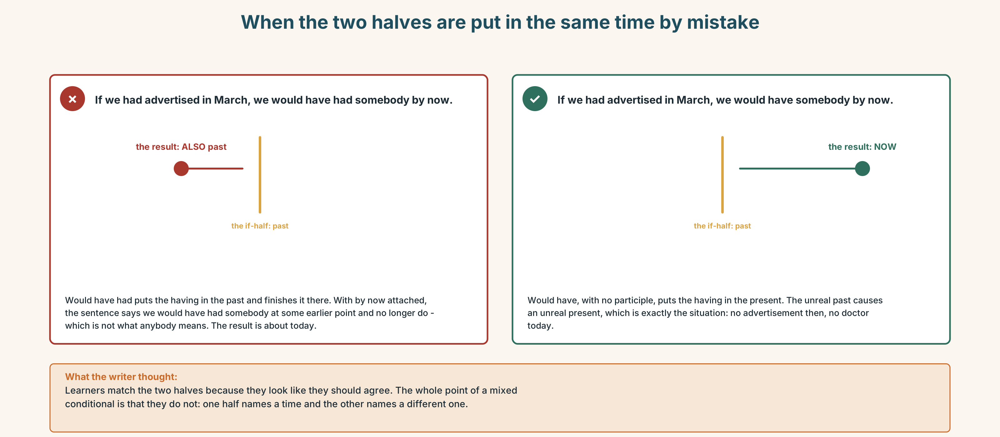 When the two halves are put in the same time by mistake
If we had advertised in March, we would have had somebody by now.
the result: ALSO past
the if-half: past
Would have had puts the having in the past and finishes it there. With by now attached,
the sentence says we would have had somebody at some earlier point and no longer do -
which is not what anybody means. The result is about today.
If we had advertised in March, we would have somebody by now.
the result: NOW
the if-half: past
Would have, with no participle, puts the having in the present. The unreal past causes
an unreal present, which is exactly the situation: no advertisement then, no doctor
today.
What the writer thought:
Learners match the two halves because they look like they should agree. The whole point of a mixed
conditional is that they do not: one half names a time and the other names a different one.